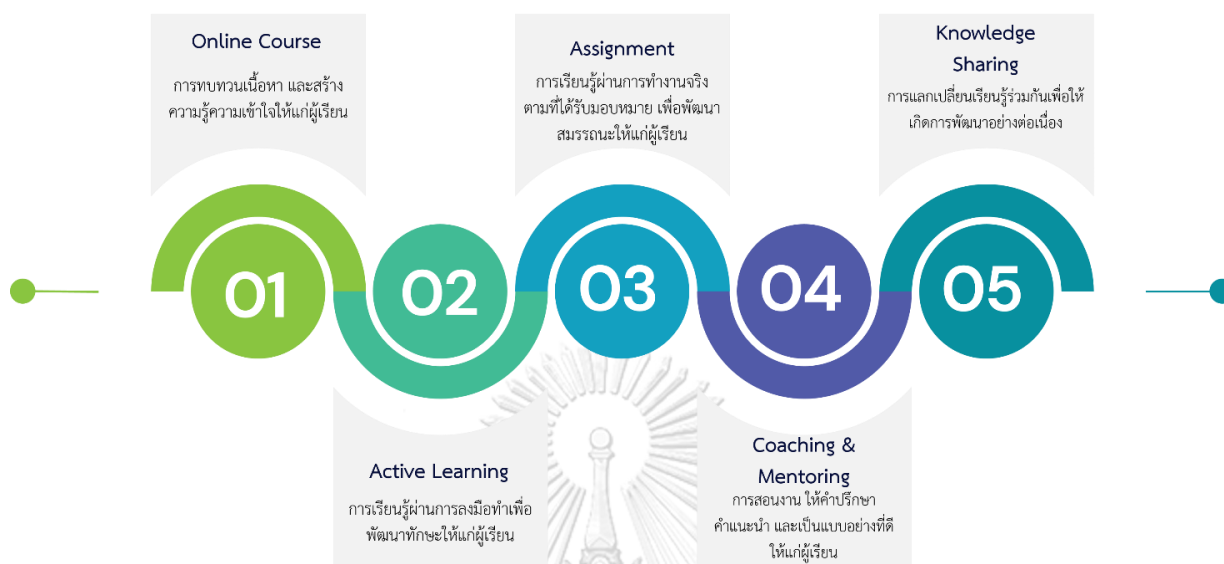 Online Course
การทบทวนเนื้อหา และสร้าง
ความรู้ความเข้าใจให้แก่ผู้เรียน
01
Active Learning
การเรียนรู้ผ่านการลงมือทำเพื่อ
พัฒนาทักษะให้แก่ผู้เรียน
02
Assignment
การเรียนรู้ผ่านการทำงานจริง
ตามที่ได้รับมอบหมาย เพื่อพัฒนา
สมรรถนะให้แก่ผู้เรียน
03
Coaching &
Mentoring
การสอนงาน ให้คำปรึกษา
คำแนะนำ และเป็นแบบอย่างที่ดี
ให้แก่ผู้เรียน
04
Knowledge
Sharing
การแลกเปลี่ยนเรียนรู้ร่วมกันเพื่อให้
เกิดการพัฒนาอย่างต่อเนื่อง
05